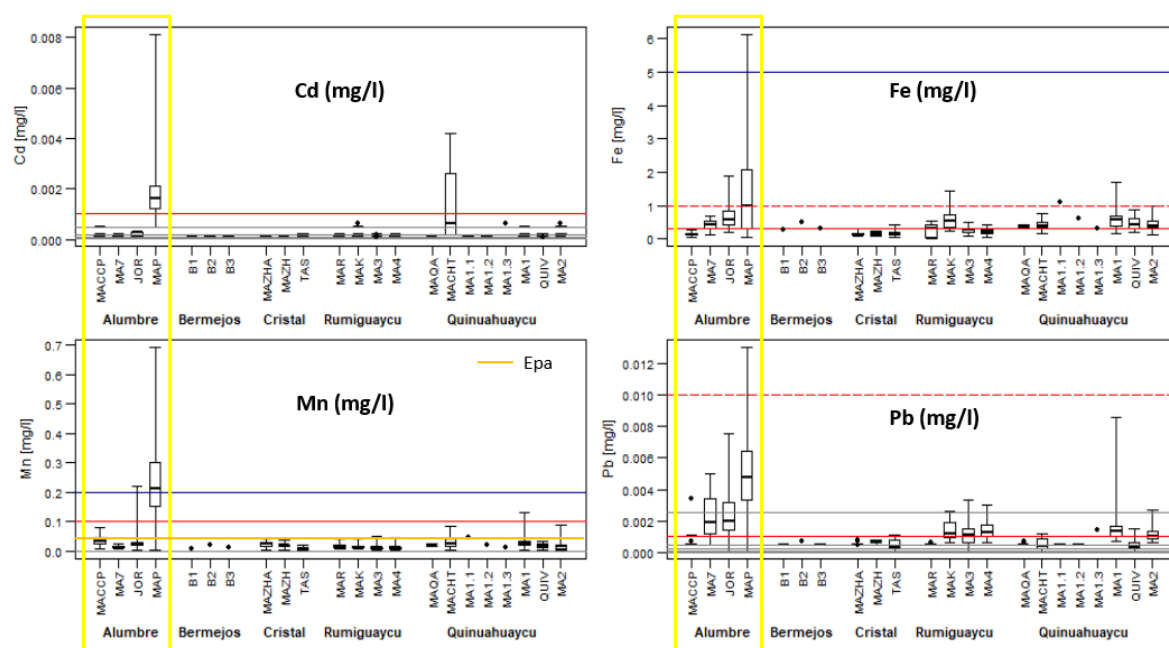 Cd (mg/l)
Cd [mg/l]
0.008
0.006
0.004
0.002
0.000
MACCP
MA7
JOR
MAP
B1
B2
B3
MAZHA
MAZH
TAS
MAR
MAK
MA3
MA4
MAQA
MACHT
MA1.1
MA1.2
MA1.3
MA1
QUIV
MA2
Alumbre Bermejos Cristal Rumiguaycu Quinuahuaycu
Fe (mg/l)
Fe [mg/l]
6
5
4
3
2
1
0
MACCP
MA7
JOR
MAP
B1
B2
B3
MAZHA
MAZH
TAS
MAR
MAK
MA3
MA4
MAQA
MACHT
MA1.1
MA1.2
MA1.3
MA1
QUIV
MA2
Alumbre Bermejos Cristal Rumiguaycu Quinuahuaycu
Epa
Mn (mg/l)
Mn [mg/l]
0.7
0.6
0.5
0.4
0.3
0.2
0.1
0.0
MACCP
MA7
JOR
MAP
B1
B2
B3
MAZHA
MAZH
TAS
MAR
MAK
MA3
MA4
MAQA
MACHT
MA1.1
MA1.2
MA1.3
MA1
QUIV
MA2
Alumbre Bermejos Cristal Rumiguaycu Quinuahuaycu
Pb (mg/l)
Pb [mg/l]
0.012
0.010
0.008
0.006
0.004
0.002
0.000
MACCP
MA7
JOR
MAP
B1
B2
B3
MAZHA
MAZH
TAS
MAR
MAK
MA3
MA4
MAQA
MACHT
MA1.1
MA1.2
MA1.3
MA1
QUIV
MA2
Alumbre Bermejos Cristal Rumiguaycu Quinuahuaycu